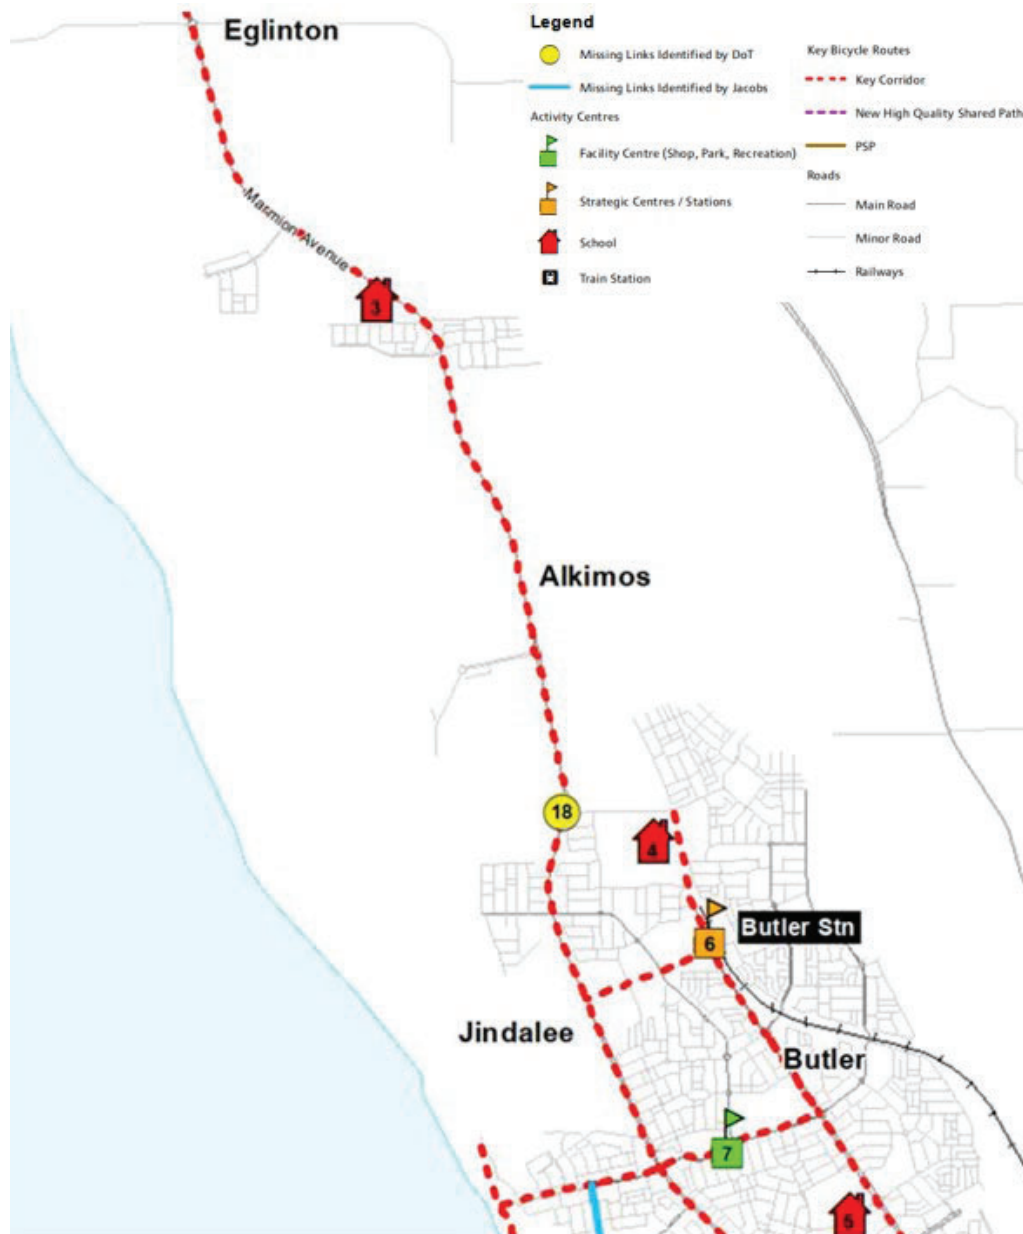 Eglinton
Legend
Missing Links Identified by DoT
Missing Links Identified by Jacobs
Activity Centres
Facility Centre (Shop, Park, Recreation)
Strategic Centres / Stations
School
Train Station
Key Bicycle Routes
Key Corridor
New High Quality Shared Path
PSP
Roads
Main Road
Minor Road
Railways
Marmion Avenue
3
Alkimos
18
4
6
Butler Stn
Jindalee
Butler
7
5